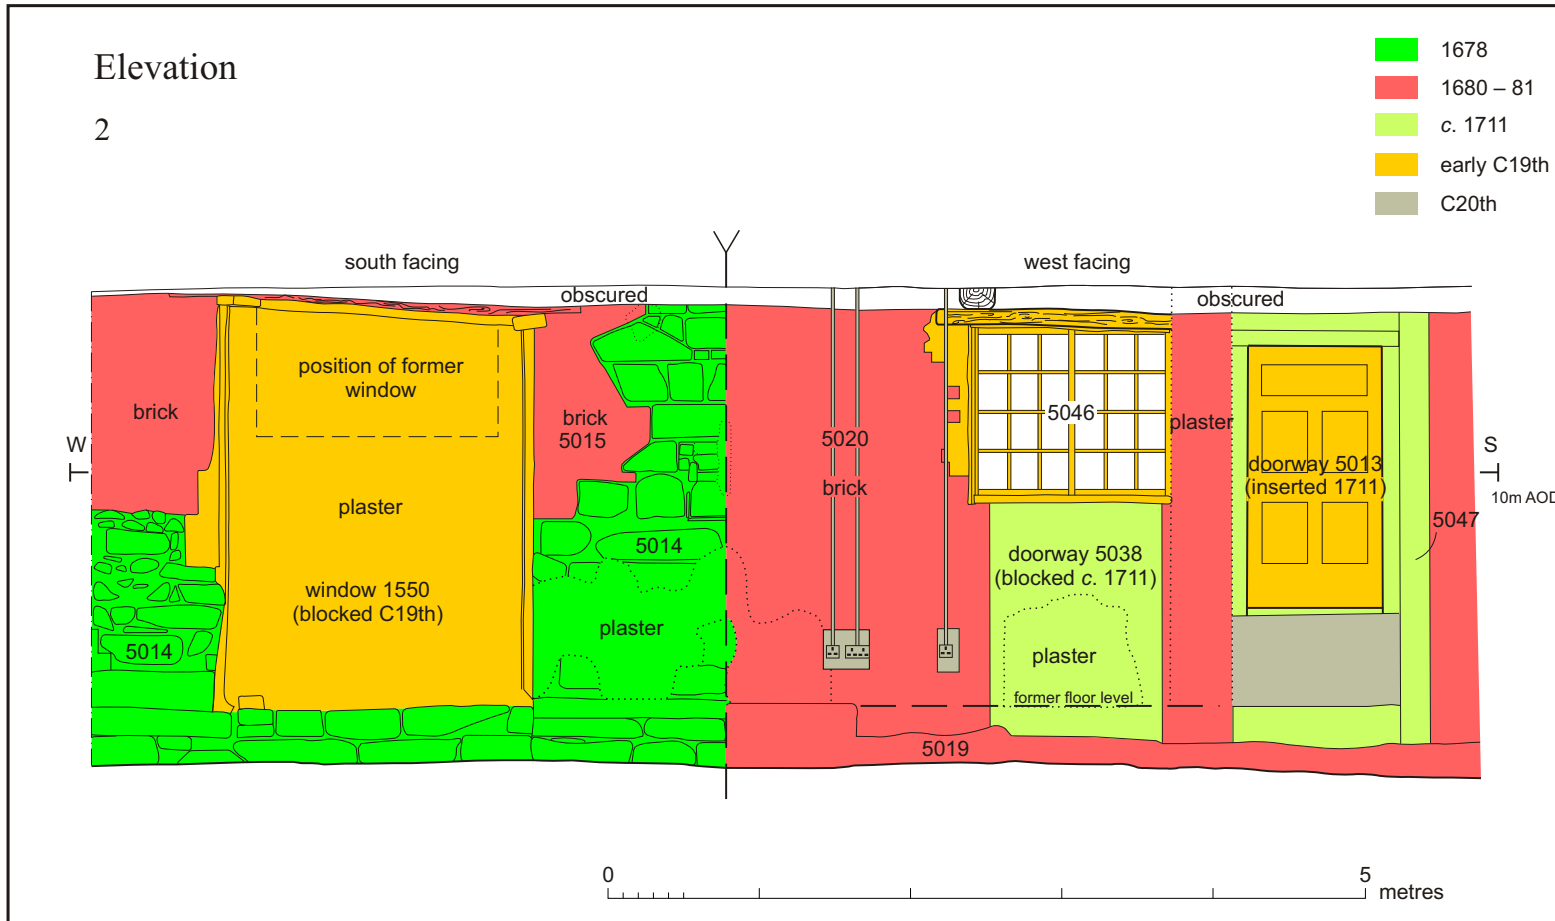 Elevation
2
1678
1680 – 81
c. 1711
early C19th
C20th
south facing
west facing
obscured
obscured
position of former
window
brick
brick
5015
5020
brick
5046
plaster
doorway 5013
(inserted 1711)
W
S
10m AOD
5047
plaster
5014
doorway 5038
(blocked c. 1711)
window 1550
(blocked C19th)
plaster
5014
plaster
former floor level
5019
0
5
metres